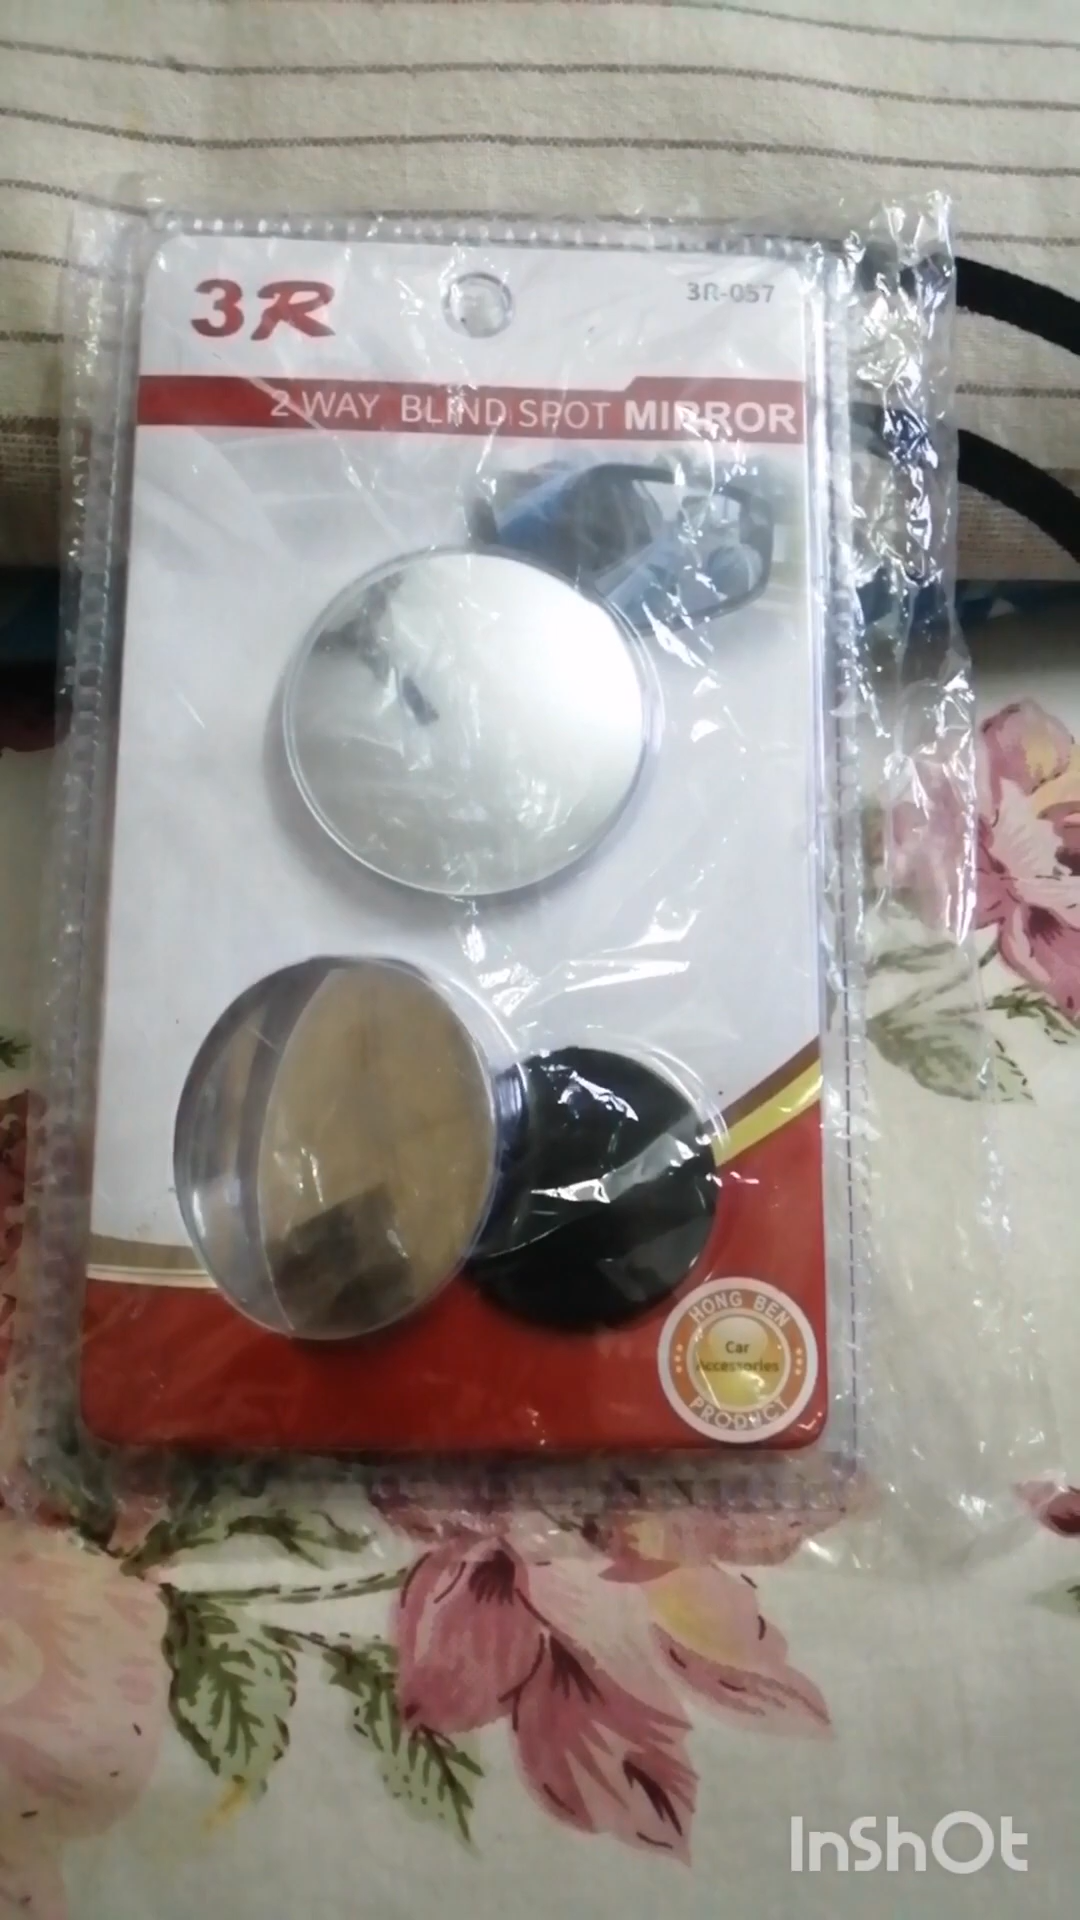 3R
3R-057
2 WAY BLIND SPOT MIRROR
HONG BEN
Car
Accessories
PRODUCT
InShOt